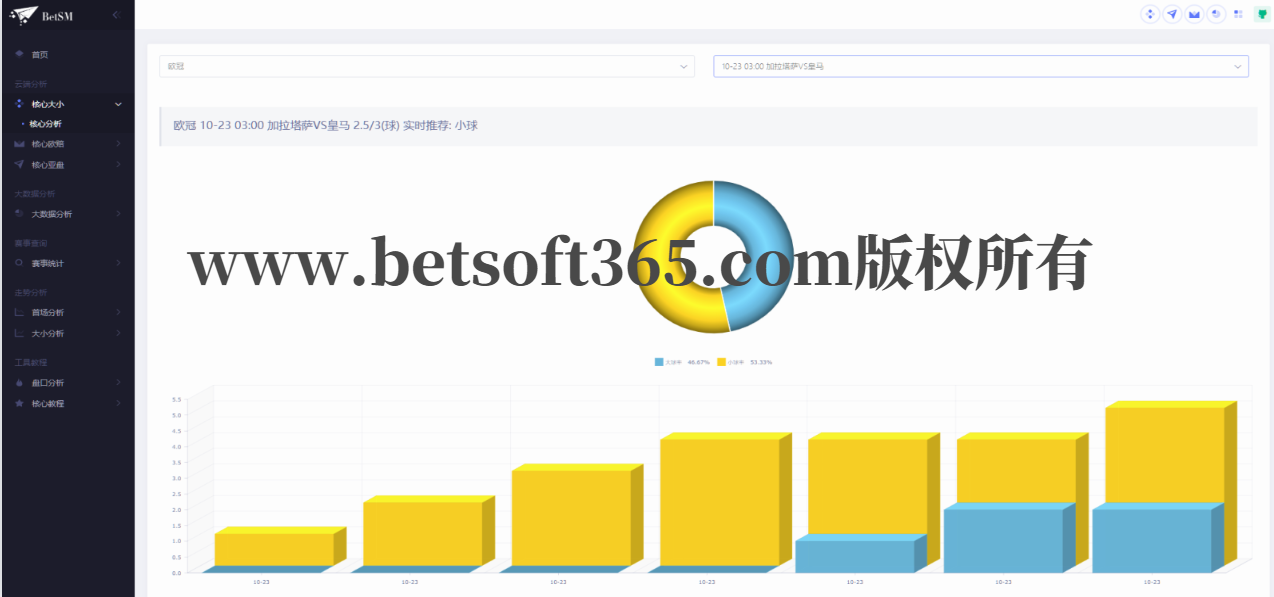 BetSM
首页
云端分析
核心大小
核心分析
核心欧赔
核心亚盘
大数据分析
大数据分析
赛事查询
赛事统计
走势分析
首场分析
大小分析
工具教程
盘口分析
核心教程
欧冠
10-23 03:00 加拉塔萨VS皇马
欧冠 10-23 03:00 加拉塔萨VS皇马 2.5/3(球) 实时推荐: 小球
www.betsoft365.com版权所有
大球率 46.67% 小球率 53.33%
5.5
5.0
4.5
4.0
3.5
3.0
2.5
2.0
1.5
1.0
0.5
0.0
10-23 10-23 10-23 10-23 10-23 10-23 10-23